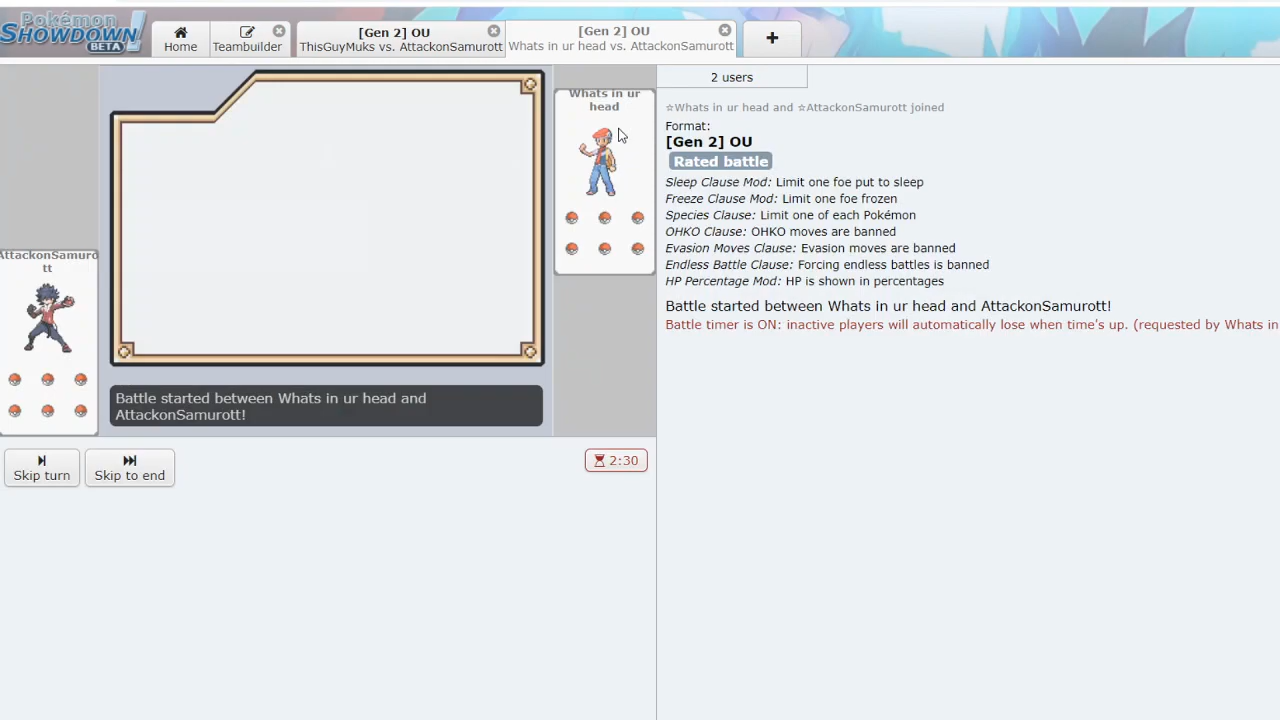 Pokémon
SHOWDOWN!
BETA
Home
Teambuilder
[Gen 2] OU
ThisGuyMuks vs. AttackonSamurott
[Gen 2] OU
Whats in ur head vs. AttackonSamurott
+
Whats in ur
head
AttackonSamuro
tt
Battle started between Whats in ur head and
AttackonSamurott!
Skip turn
Skip to end
2:30
2 users
☆Whats in ur head and ☆AttackonSamurott joined
Format:
[Gen 2] OU
Rated battle
Sleep Clause Mod: Limit one foe put to sleep
Freeze Clause Mod: Limit one foe frozen
Species Clause: Limit one of each Pokémon
OHKO Clause: OHKO moves are banned
Evasion Moves Clause: Evasion moves are banned
Endless Battle Clause: Forcing endless battles is banned
HP Percentage Mod: HP is shown in percentages
Battle started between Whats in ur head and AttackonSamurott!
Battle timer is ON: inactive players will automatically lose when time's up. (requested by Whats in